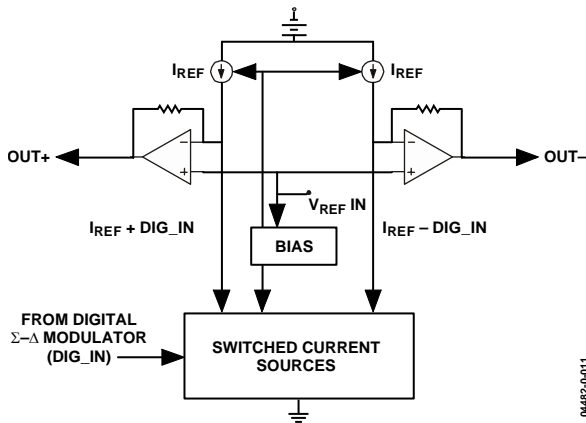 IREF
IREF
OUT+
−
+
−
+
OUT–
VREF IN
IREF + DIG_IN
BIAS
IREF – DIG_IN
FROM DIGITAL
Σ–Δ MODULATOR
(DIG_IN)
SWITCHED CURRENT
SOURCES
04482-0-011